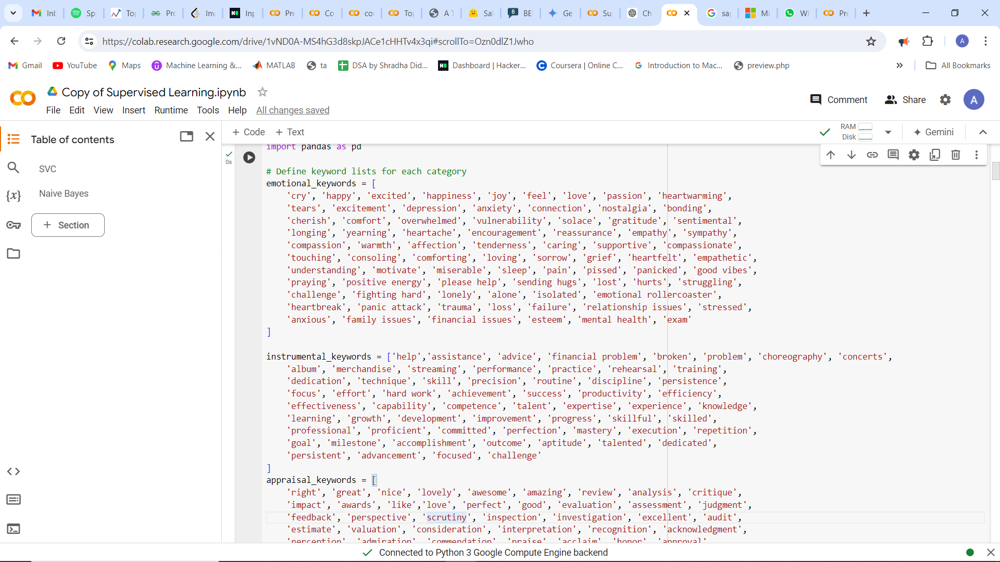 Inb
Sp
To
Pro
Inv
Inp
Pre
Co
co
To
A T
Sal
BE
Ge
Su
Ch
sa
Mi
W
Pre
https://colab.research.google.com/drive/1vND0A-MS4hG3d8skpJACe1cHHTv4x3qi#scrollTo=Ozn0dlZ1Jwho
A
Gmail
YouTube
Maps
Machine Learning &...
MATLAB
ta
DSA by Shradha Did...
Dashboard | Hacker...
Coursera | Online C...
Introduction to Mac...
preview.php
All Bookmarks
Copy of Supervised Learning.ipynb
File Edit View Insert Runtime Tools Help All changes saved
Comment
Share
A
Table of contents
SVC
Naive Bayes
+ Section
+ Code + Text
RAM
Disk
Gemini
0s
import pandas as pd
# Define keyword lists for each category
emotional_keywords = [
'cry', 'happy', 'excited', 'happiness', 'joy', 'feel', 'love', 'passion', 'heartwarming',
'tears', 'excitement', 'depression', 'anxiety', 'connection', 'nostalgia', 'bonding',
'cherish', 'comfort', 'overwhelmed', 'vulnerability', 'solace', 'gratitude', 'sentimental',
'longing', 'yearning', 'heartache', 'encouragement', 'reassurance', 'empathy', 'sympathy',
'compassion', 'warmth', 'affection', 'tenderness', 'caring', 'supportive', 'compassionate',
'touching', 'consoling', 'comforting', 'loving', 'sorrow', 'grief', 'heartfelt', 'empathetic',
'understanding', 'motivate', 'miserable', 'sleep', 'pain', 'pissed', 'panicked', 'good vibes',
'praying', 'positive energy', 'please help', 'sending hugs', 'lost', 'hurts', 'struggling',
'challenge', 'fighting hard', 'lonely', 'alone', 'isolated', 'emotional rollercoaster',
'heartbreak', 'panic attack', 'trauma', 'loss', 'failure', 'relationship issues', 'stressed',
'anxious', 'family issues', 'financial issues', 'esteem', 'mental health', 'exam'
]
instrumental_keywords = ['help','assistance', 'advice', 'financial problem', 'broken', 'problem', 'choreography', 'concerts',
'album', 'merchandise', 'streaming', 'performance', 'practice', 'rehearsal', 'training',
'dedication', 'technique', 'skill', 'precision', 'routine', 'discipline', 'persistence',
'focus', 'effort', 'hard work', 'achievement', 'success', 'productivity', 'efficiency',
'effectiveness', 'capability', 'competence', 'talent', 'expertise', 'experience', 'knowledge',
'learning', 'growth', 'development', 'improvement', 'progress', 'skillful', 'skilled',
'professional', 'proficient', 'committed', 'perfection', 'mastery', 'execution', 'repetition',
'goal', 'milestone', 'accomplishment', 'outcome', 'aptitude', 'talented', 'dedicated',
'persistent', 'advancement', 'focused', 'challenge'
]
appraisal_keywords = [
'right', 'great', 'nice', 'lovely', 'awesome', 'amazing', 'review', 'analysis', 'critique',
'impact', 'awards', 'like','love', 'perfect', 'good', 'evaluation', 'assessment', 'judgment',
'feedback', 'perspective', 'scrutiny', 'inspection', 'investigation', 'excellent', 'audit',
'estimate', 'valuation', 'consideration', 'interpretation', 'recognition', 'acknowledgment',
'perception', 'admiration', 'commendation', 'praise', 'acclaim', 'honor', 'approval',
Connected to Python 3 Google Compute Engine backend